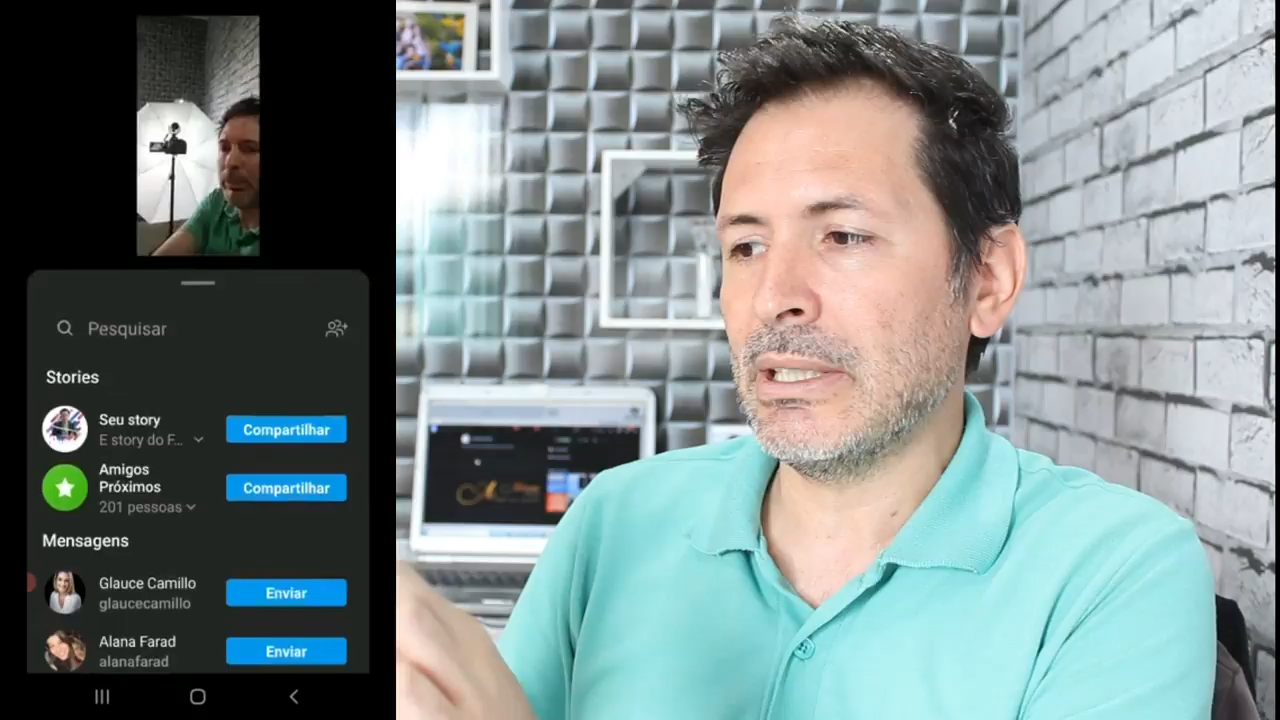 Pesquisar
Stories
Seu story
E story do F...
Compartilhar
Amigos
Próximos
201 pessoas
Compartilhar
Mensagens
Glauce Camillo
glaucecamillo
Enviar
Alana Farad
alanafarad
Enviar